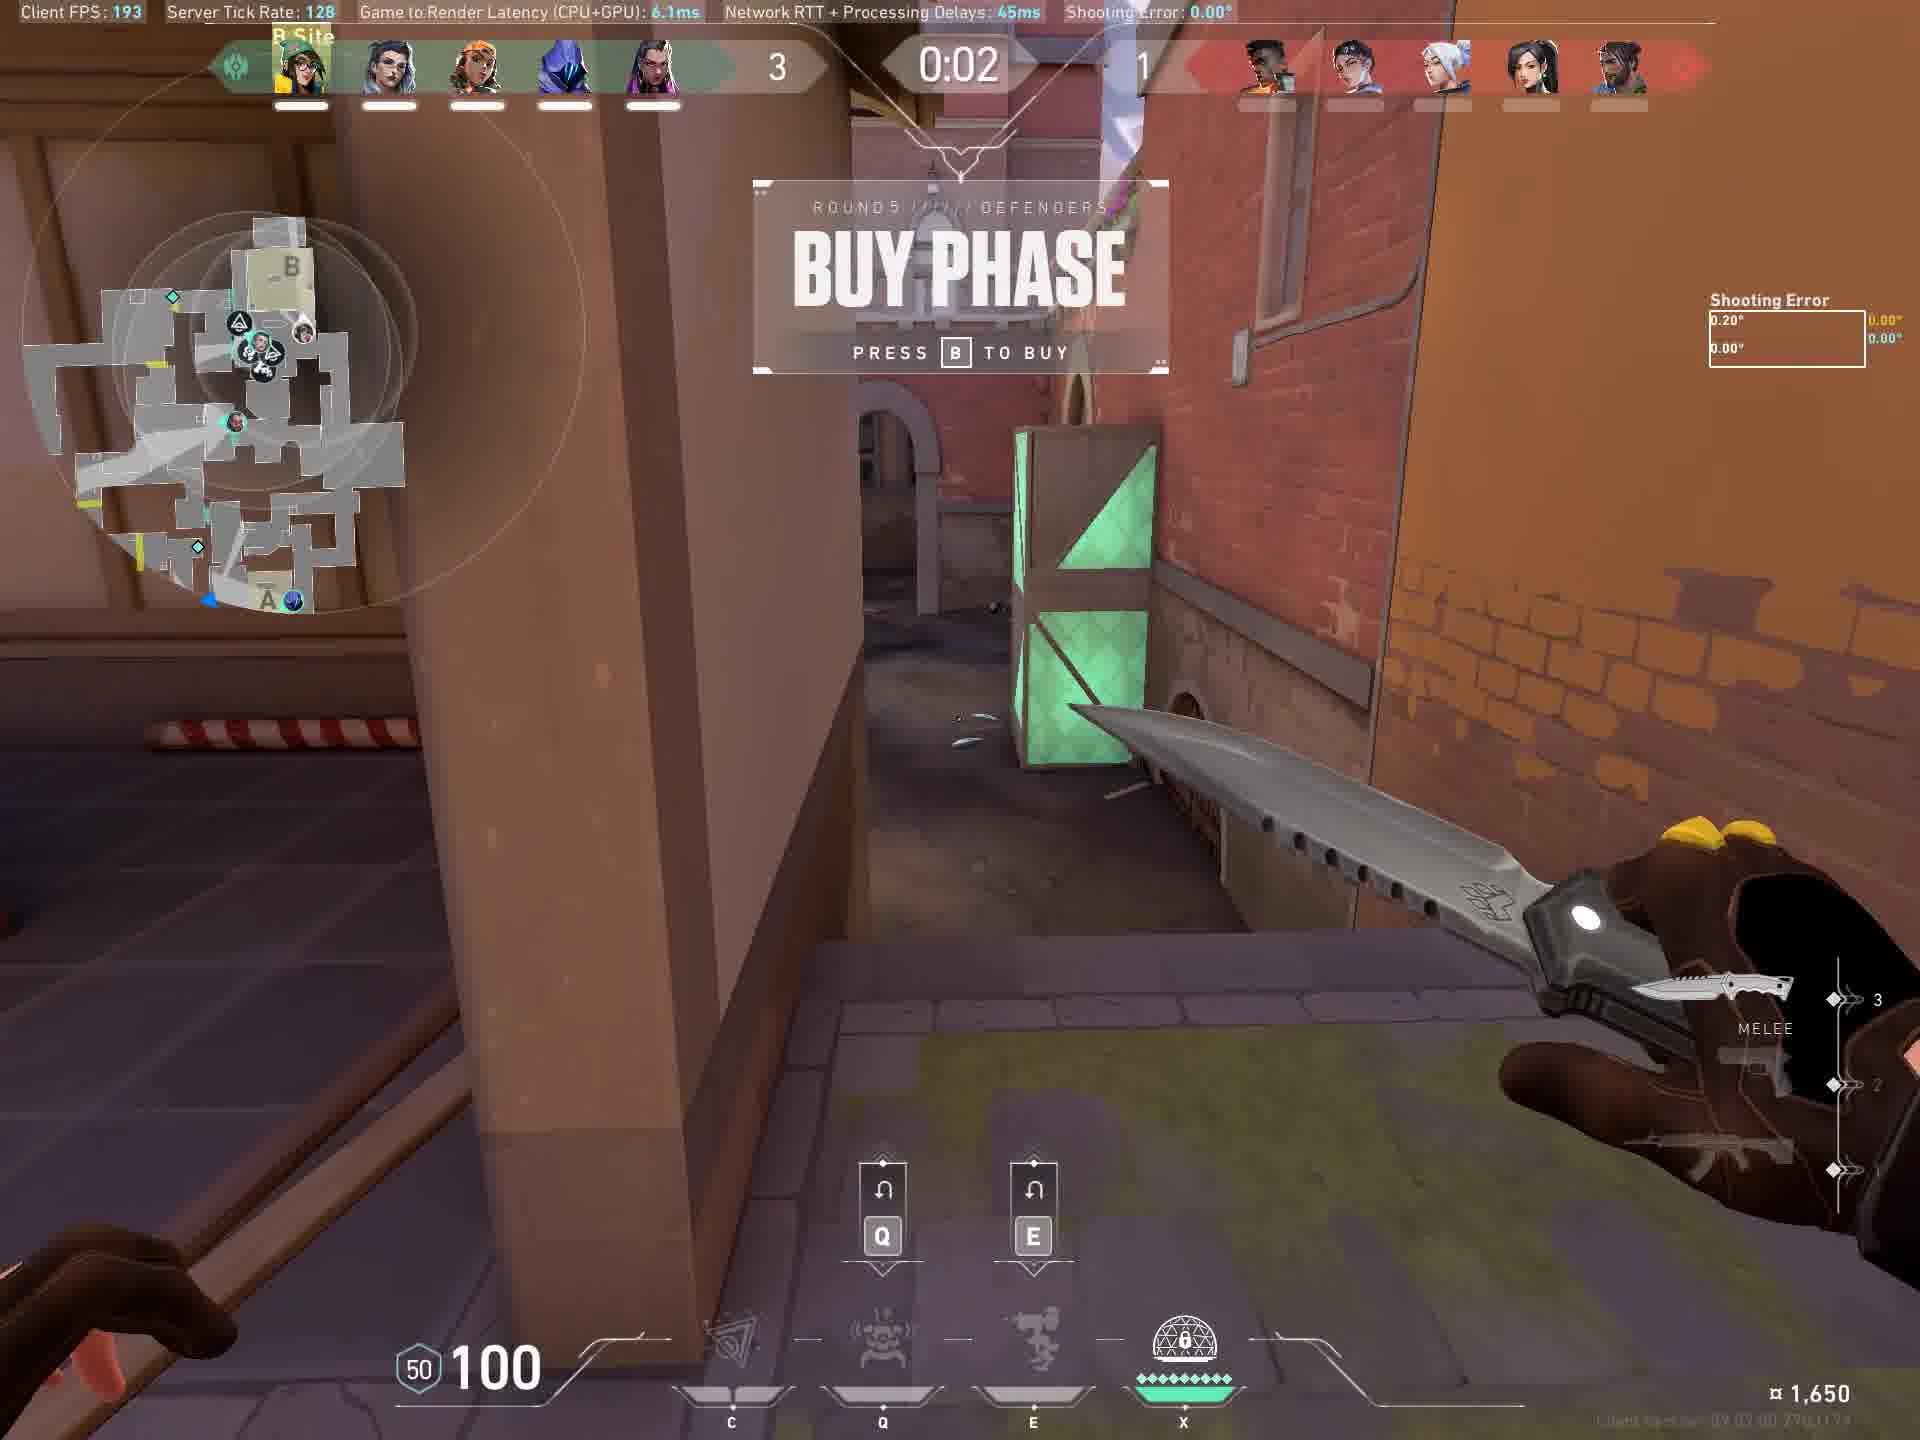 Client FPS: 193 Server Tick Rate: 128 Game to Render Latency (CPU+GPU): 6.1ms Network RTT + Processing Delays: 45ms Shooting Error: 0.00°
B Site
3 0:02 1
ROUND 5 ////// DEFENDERS
BUY PHASE
PRESS B TO BUY
B
A
Shooting Error
0.20° 0.00°
0.00° 0.00°
3
MELEE
2
1
Q E
50 100
C Q E X
¤ 1,650